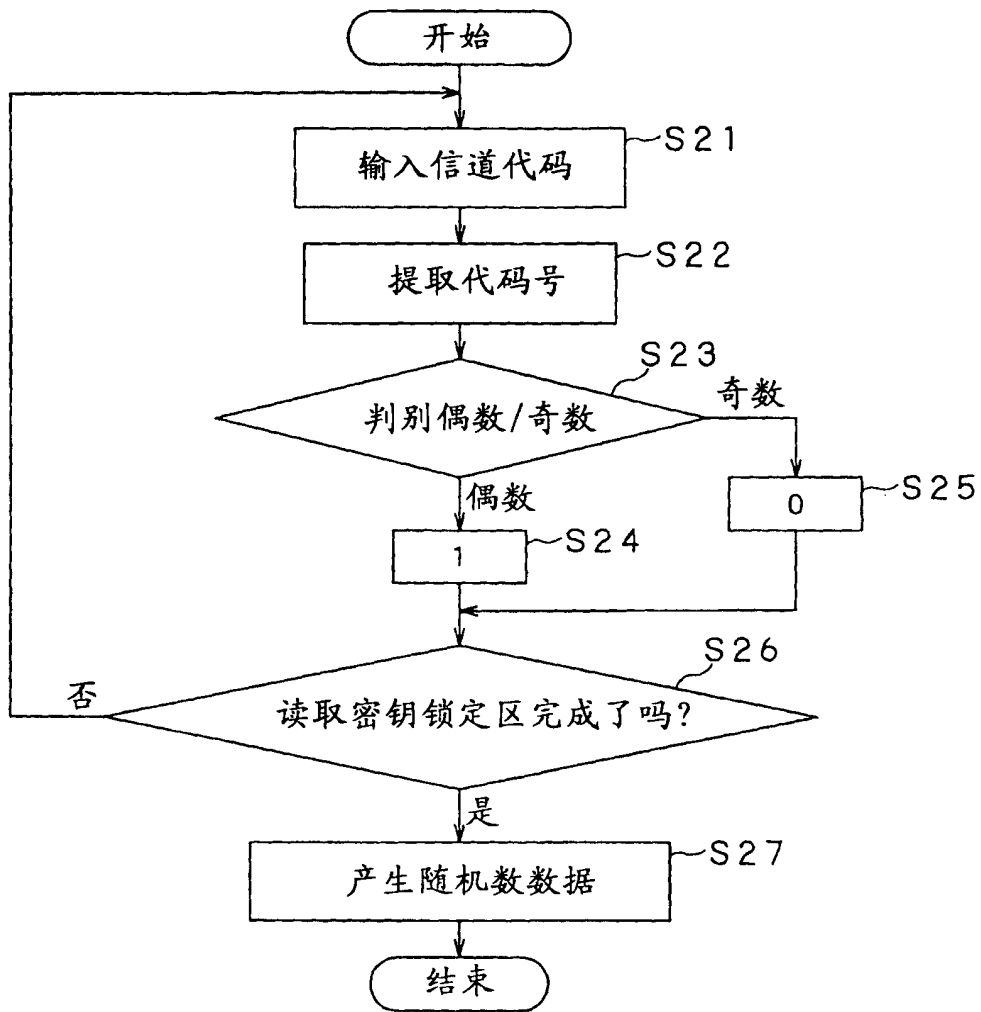 开始
输入信道代码
S21
提取代码号
S22
S23
判别偶数/奇数
奇数
偶数
0
S25
1
S24
S26
否
读取密钥锁定区完成了吗?
是
产生随机数数据
S27
结束